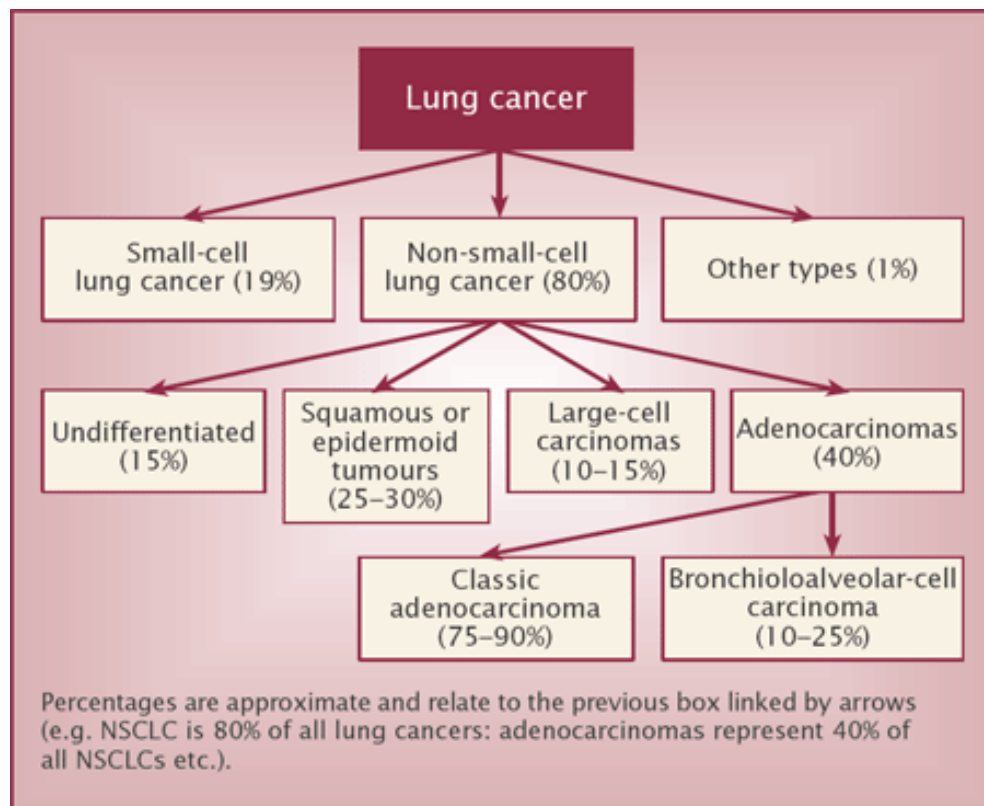 Lung cancer
Small-cell
lung cancer (19%)
Non-small-cell
lung cancer (80%)
Other types (1%)
Undifferentiated
(15%)
Squamous or
epidermoid
tumours
(25–30%)
Large-cell
carcinomas
(10–15%)
Adenocarcinomas
(40%)
Classic
adenocarcinoma
(75–90%)
Bronchioloalveolar-cell
carcinoma
(10–25%)
Percentages are approximate and relate to the previous box linked by arrows
(e.g. NSCLC is 80% of all lung cancers: adenocarcinomas represent 40% of
all NSCLCs etc.).